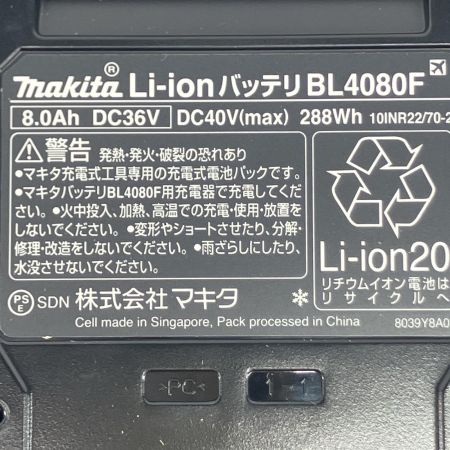 makita® Li-ion バッテリ BL4080F
8.0Ah DC36V DC40V(max) 288Wh 10INR22/70-2
警告 発熱・発火・破裂の恐れあり
●マキタ充電式工具専用の充電式電池パックです。
●マキタバッテリBL4080F用充電器で充電してくだ
さい。●火中投入、加熱、高温での充電・使用・放置を
しないでください。●変形やショートさせたり、分解・
修理・改造をしないでください。●雨ざらしにしたり、
水没させないでください。
Li-ion20
リチウムイオン電池は
リサイクルへ
PSE SDN 株式会社 マキタ
Cell made in Singapore, Pack processed in China
8039Y8A0
>PC<
1-1